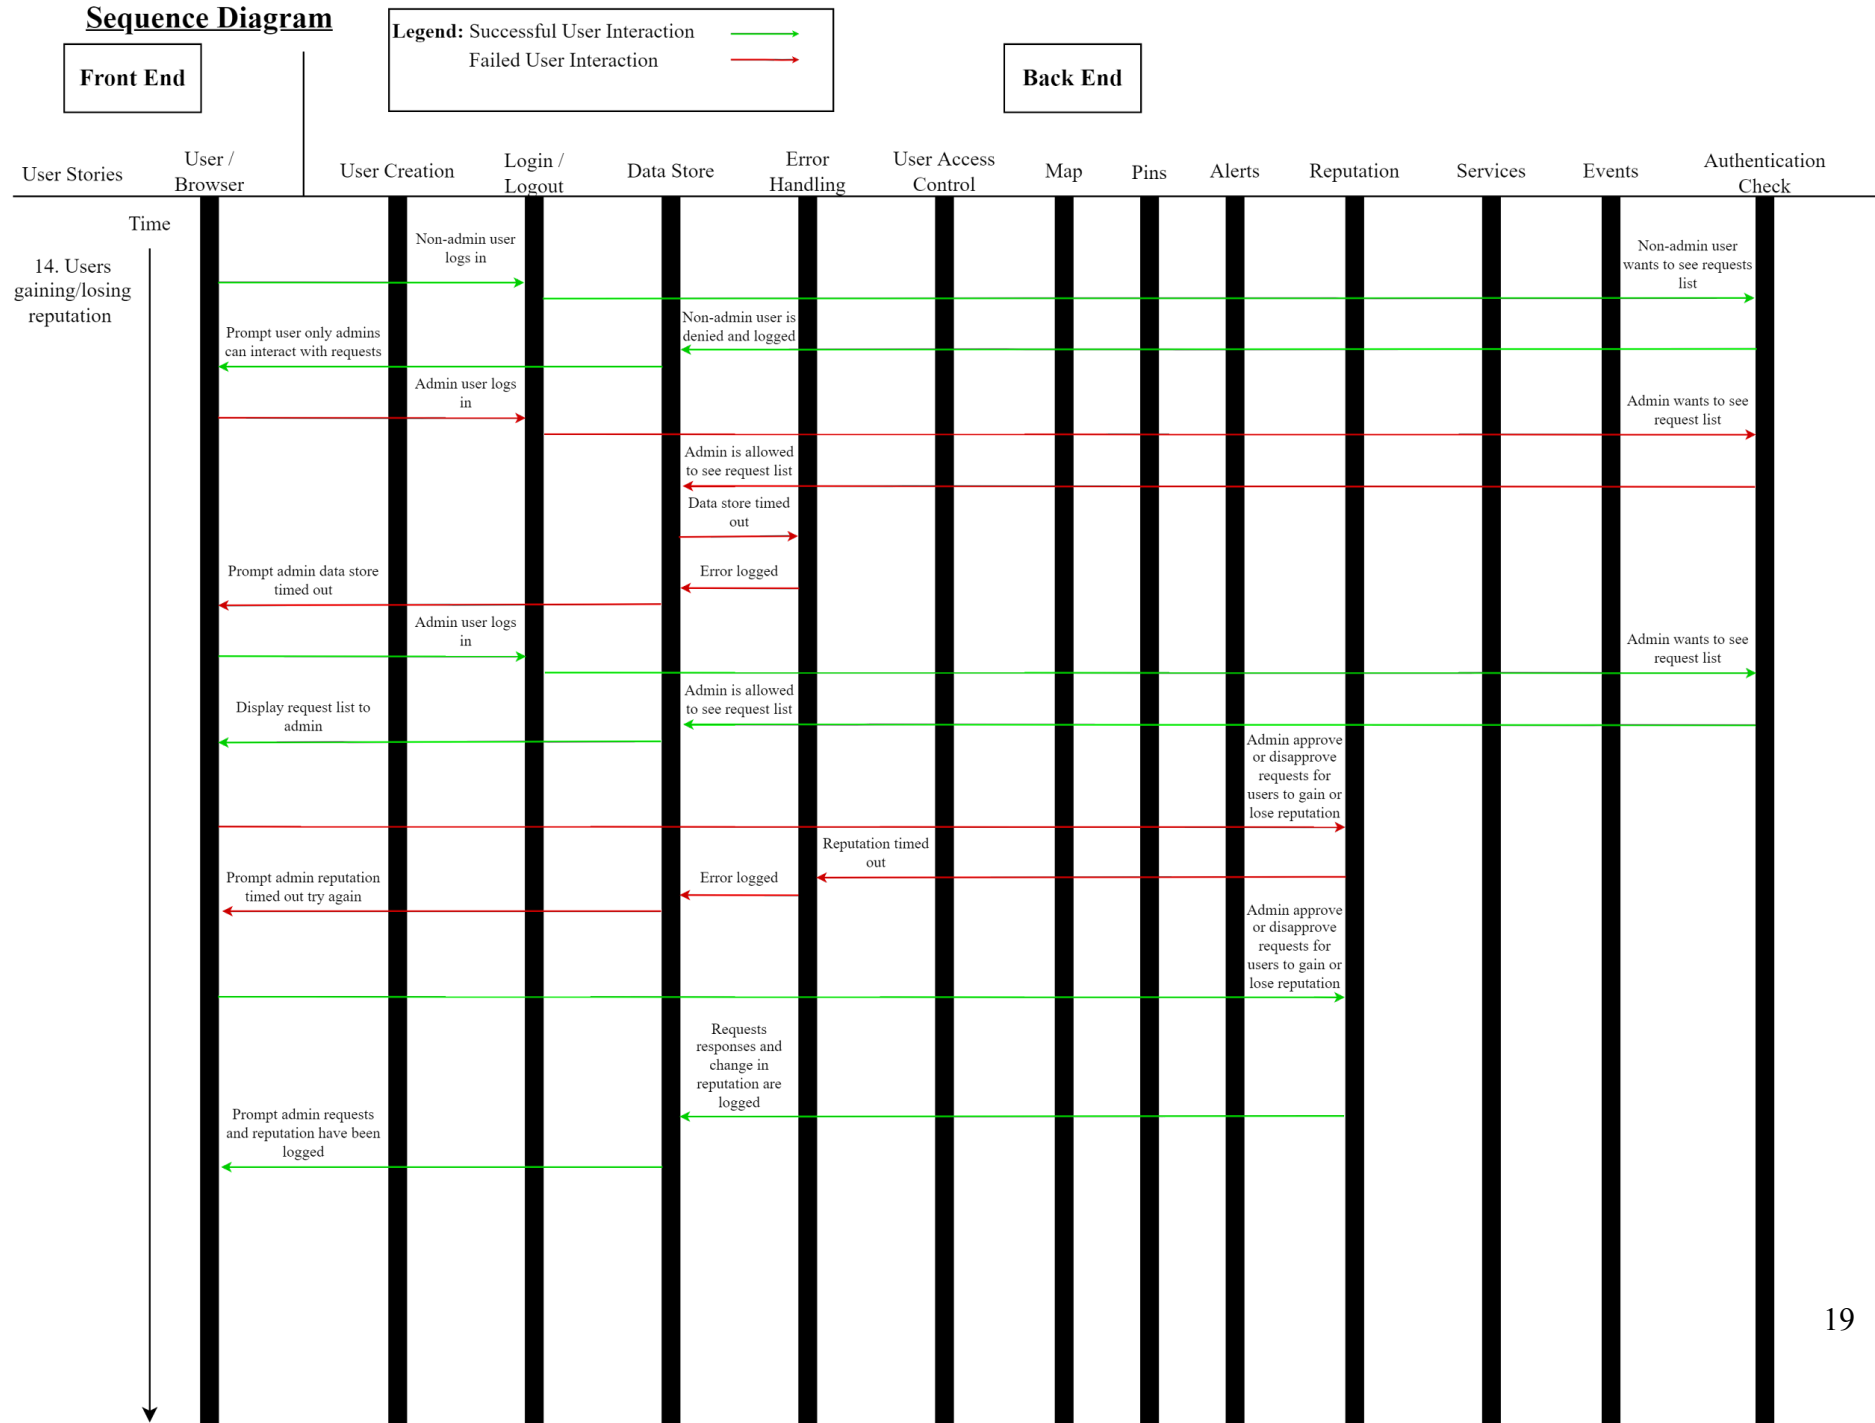 Sequence Diagram
Legend: Successful User Interaction
Failed User Interaction
Front End
Back End
User Stories
User /
Browser
User Creation
Login /
Logout
Data Store
Error
Handling
User Access
Control
Map
Pins
Alerts
Reputation
Services
Events
Authentication
Check
Time
14. Users
gaining/losing
reputation
Non-admin user
logs in
Non-admin user
wants to see requests
list
Non-admin user is
denied and logged
Prompt user only admins
can interact with requests
Admin user logs
in
Admin wants to see
request list
Admin is allowed
to see request list
Data store timed
out
Error logged
Prompt admin data store
timed out
Admin user logs
in
Admin wants to see
request list
Admin is allowed
to see request list
Display request list to
admin
Admin approve
or disapprove
requests for
users to gain or
lose reputation
Reputation timed
out
Error logged
Prompt admin reputation
timed out try again
Admin approve
or disapprove
requests for
users to gain or
lose reputation
Requests
responses and
change in
reputation are
logged
Prompt admin requests
and reputation have been
logged
19